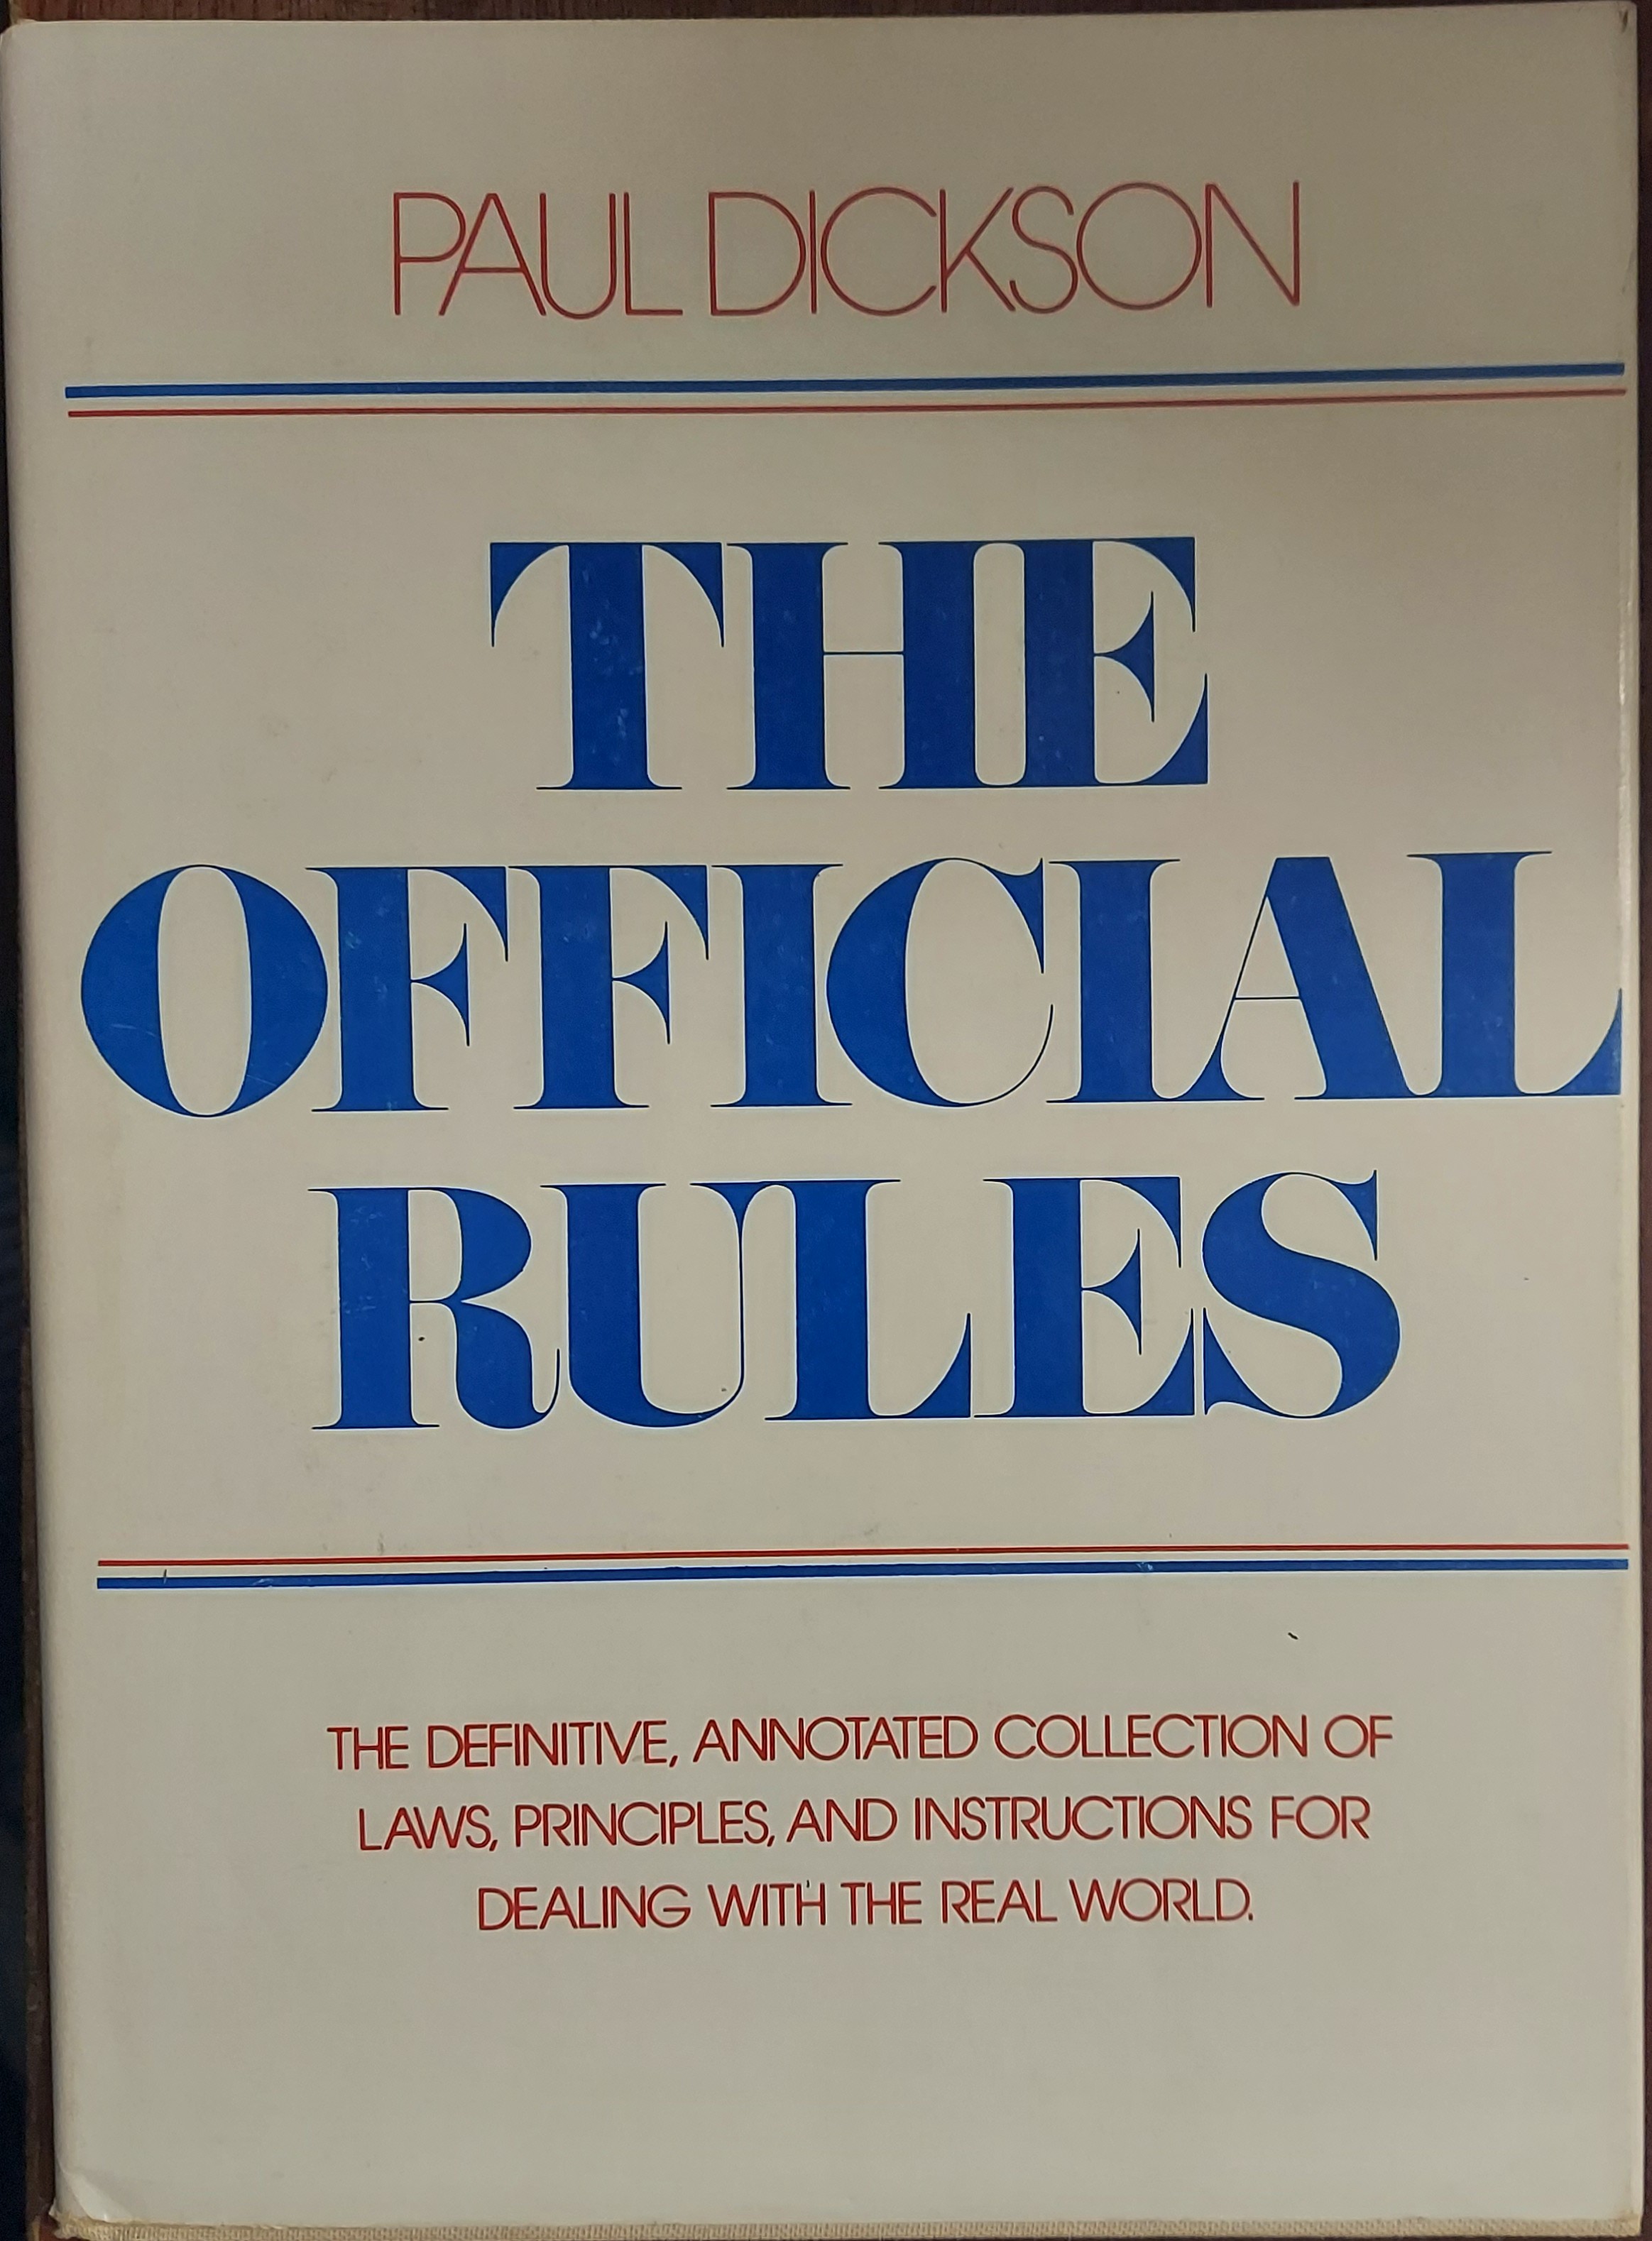 PAUL DICKSON
THE
OFFICIAL
RULES
THE DEFINITIVE, ANNOTATED COLLECTION OF
LAWS, PRINCIPLES, AND INSTRUCTIONS FOR
DEALING WITH THE REAL WORLD.